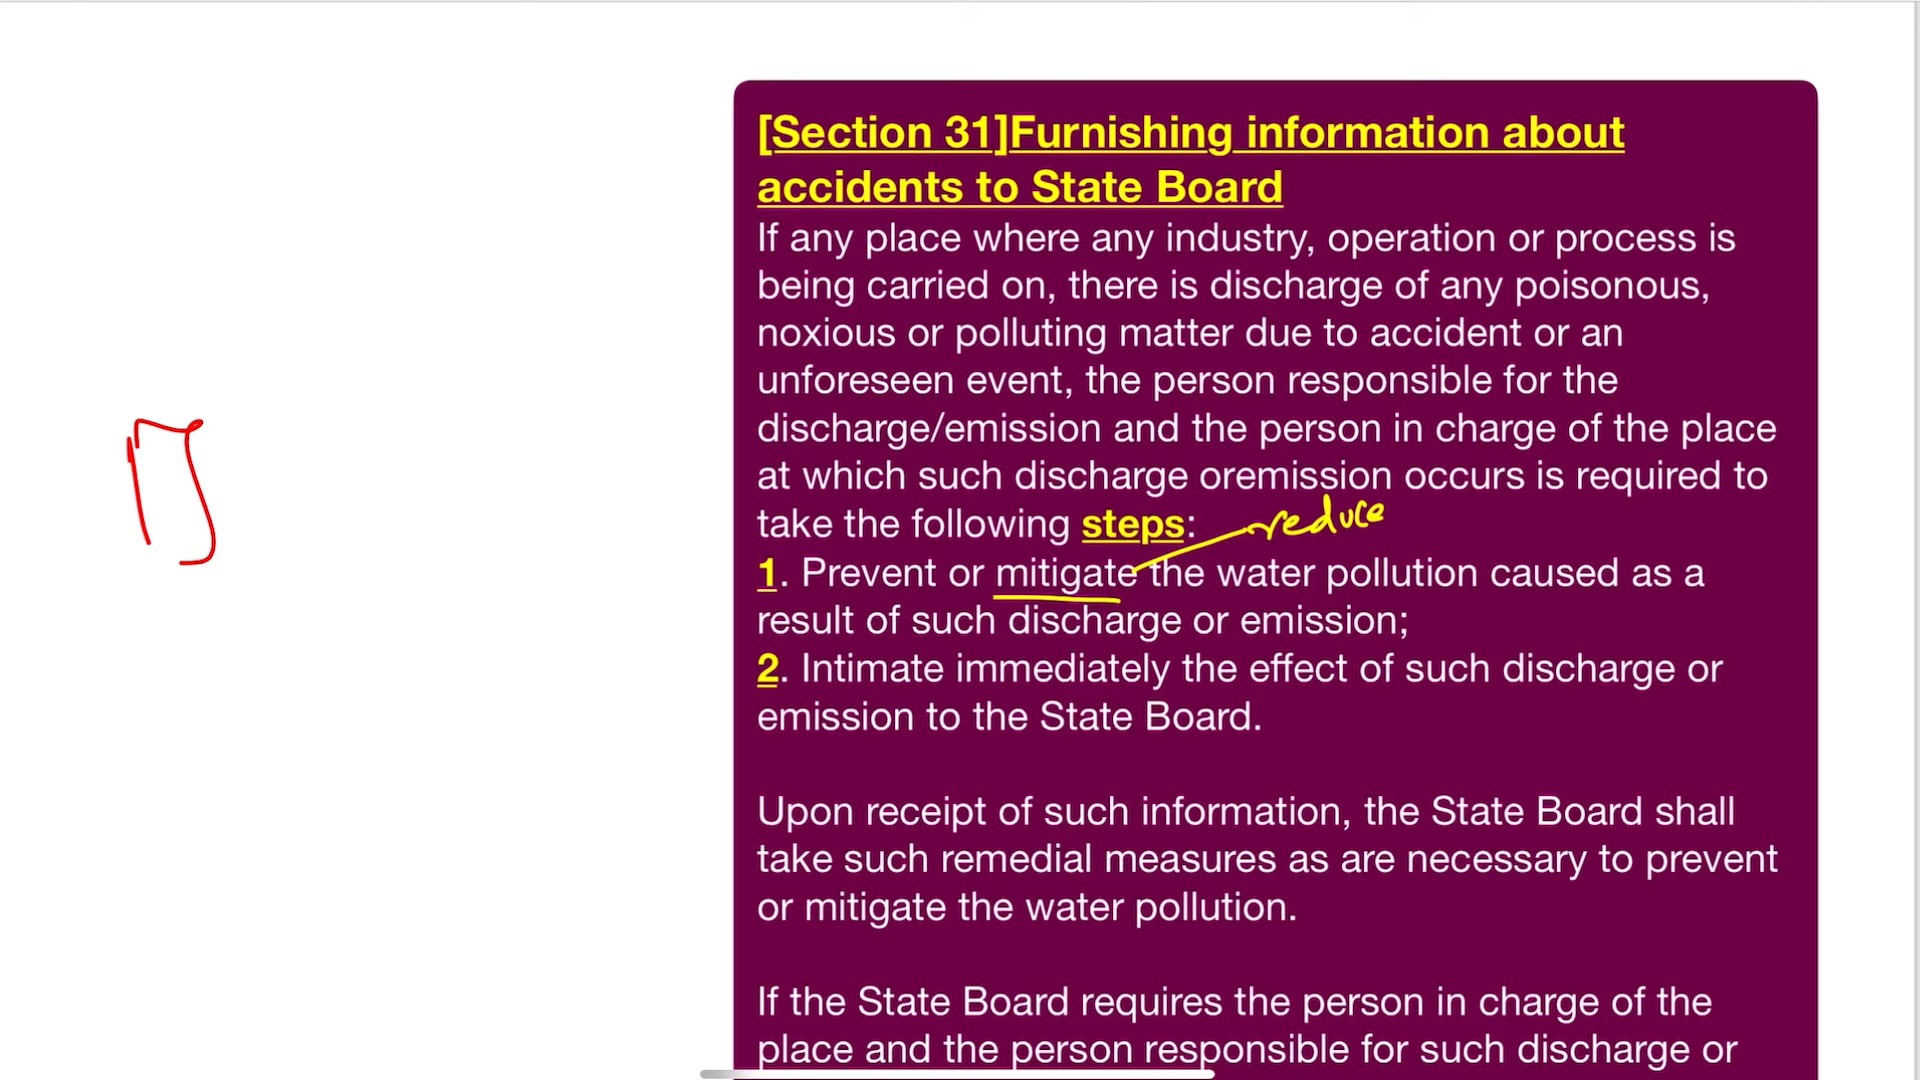 [Section 31]Furnishing information about
accidents to State Board
If any place where any industry, operation or process is
being carried on, there is discharge of any poisonous,
noxious or polluting matter due to accident or an
unforeseen event, the person responsible for the
discharge/emission and the person in charge of the place
at which such discharge oremission occurs is required to
take the following steps:
reduce
1. Prevent or mitigate the water pollution caused as a
result of such discharge or emission;
2. Intimate immediately the effect of such discharge or
emission to the State Board.
Upon receipt of such information, the State Board shall
take such remedial measures as are necessary to prevent
or mitigate the water pollution.
If the State Board requires the person in charge of the
place and the person responsible for such discharge or